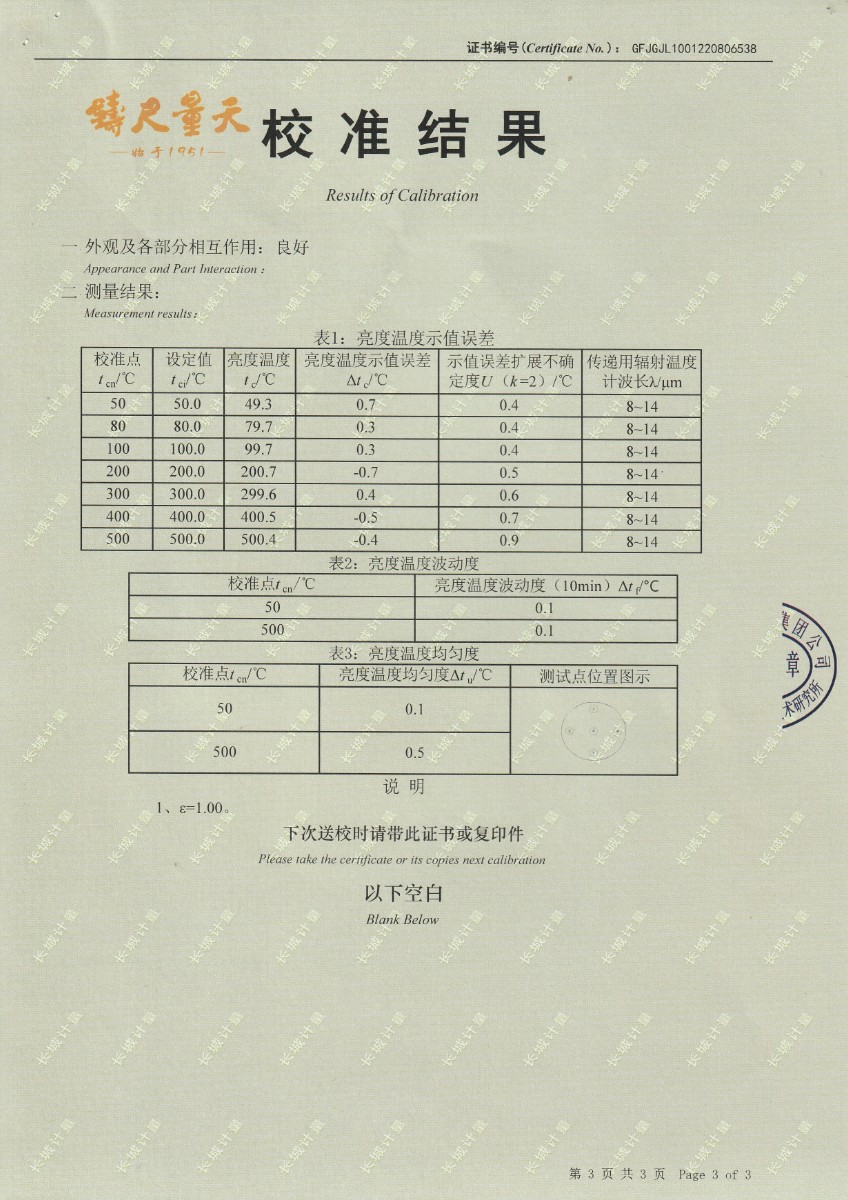 证书编号(Certificate No.)： GFJGJL1001220806538
鑄尺量天
始于1951
校准结果
Results of Calibration
一 外观及各部分相互作用：良好
Appearance and Part Interaction：
二 测量结果：
Measurement results：
表1：亮度温度示值误差
校准点 设定值 亮度温度 亮度温度示值误差 示值误差扩展不确 传递用辐射温度
tcn/℃ tci/℃ tc/℃ Δtc/℃ 定度U（k=2）/℃ 计波长λ/μm
50 50.0 49.3 0.7 0.4 8~14
80 80.0 79.7 0.3 0.4 8~14
100 100.0 99.7 0.3 0.4 8~14
200 200.0 200.7 -0.7 0.5 8~14
300 300.0 299.6 0.4 0.6 8~14
400 400.0 400.5 -0.5 0.7 8~14
500 500.0 500.4 -0.4 0.9 8~14
表2：亮度温度波动度
校准点tcn/℃ 亮度温度波动度（10min）Δtf/℃
50 0.1
500 0.1
表3：亮度温度均匀度
校准点tcn/℃ 亮度温度均匀度Δtu/℃ 测试点位置图示
50 0.1
500 0.5
集团公司
章
术研究所
说 明
1、ε=1.00。
下次送校时请带此证书或复印件
Please take the certificate or its copies next calibration
以下空白
Blank Below
第 3 页 共 3 页 Page 3 of 3
长城计量